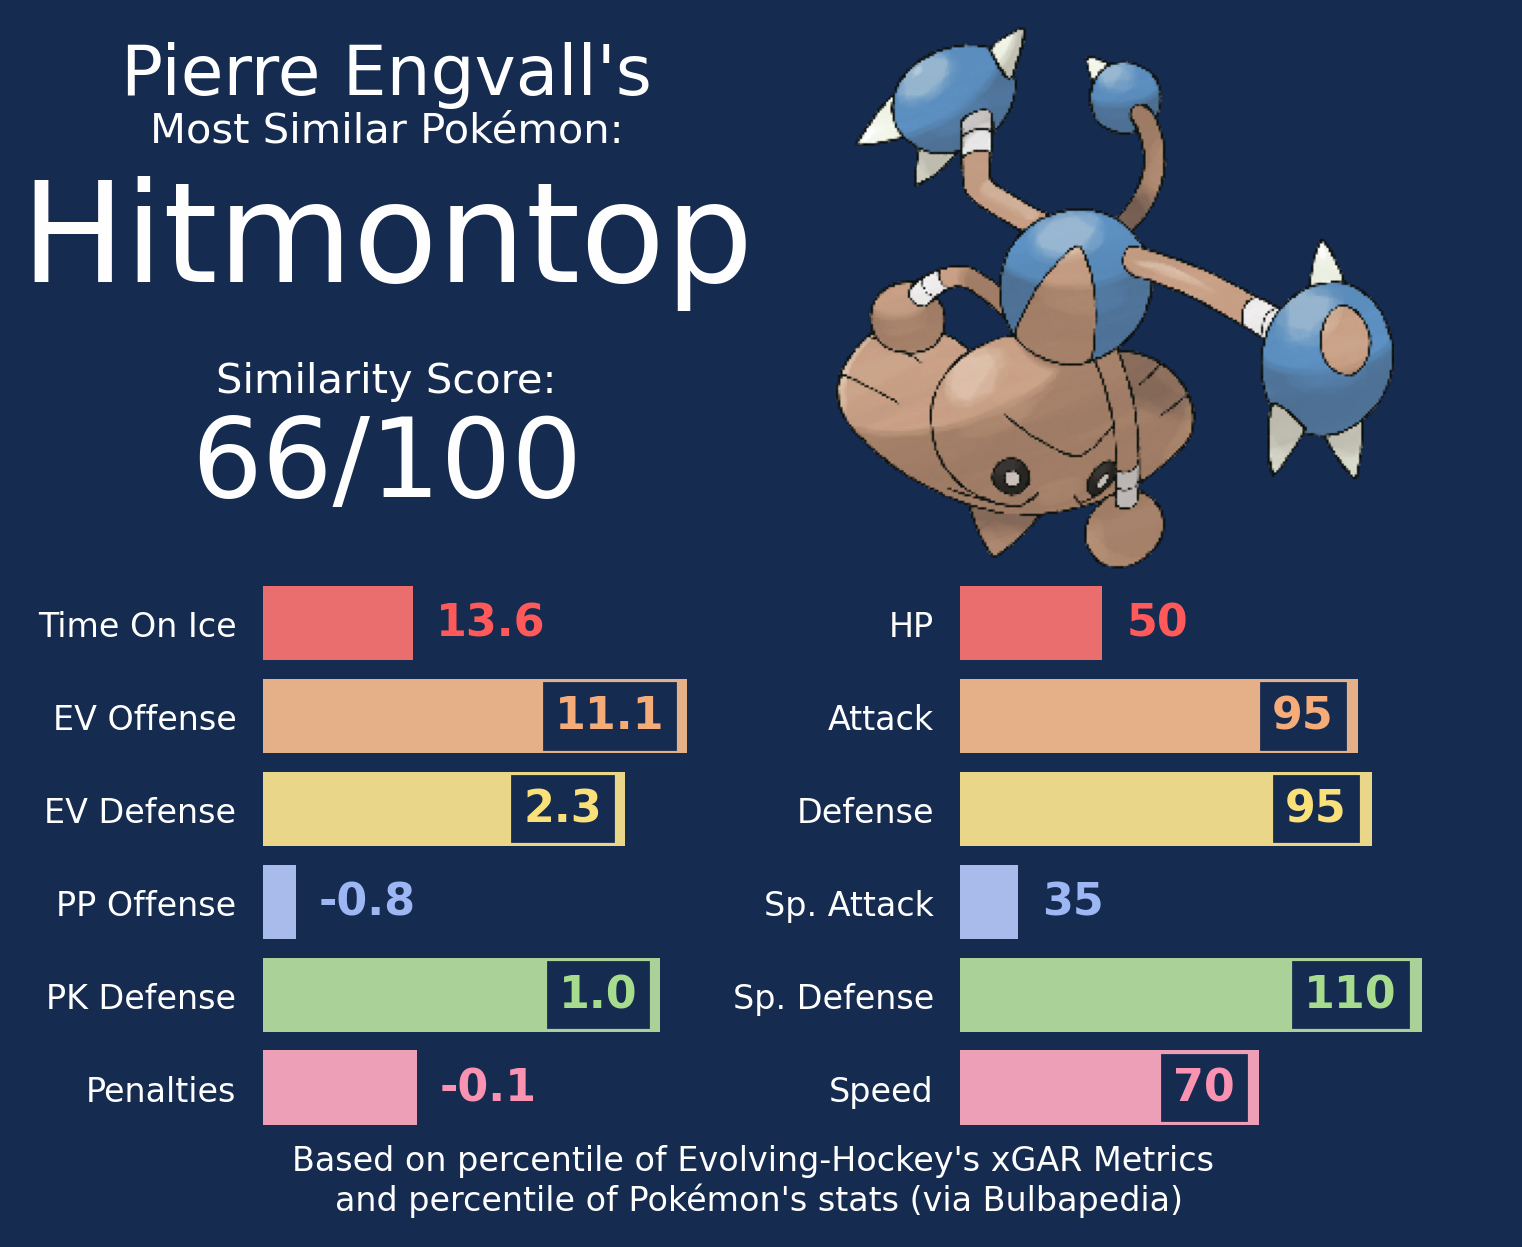 Pierre Engvall's
Most Similar Pokémon:
Hitmontop
Similarity Score:
66/100
Time On Ice 13.6
EV Offense 11.1
EV Defense 2.3
PP Offense -0.8
PK Defense 1.0
Penalties -0.1
HP 50
Attack 95
Defense 95
Sp. Attack 35
Sp. Defense 110
Speed 70
Based on percentile of Evolving-Hockey's xGAR Metrics
and percentile of Pokémon's stats (via Bulbapedia)